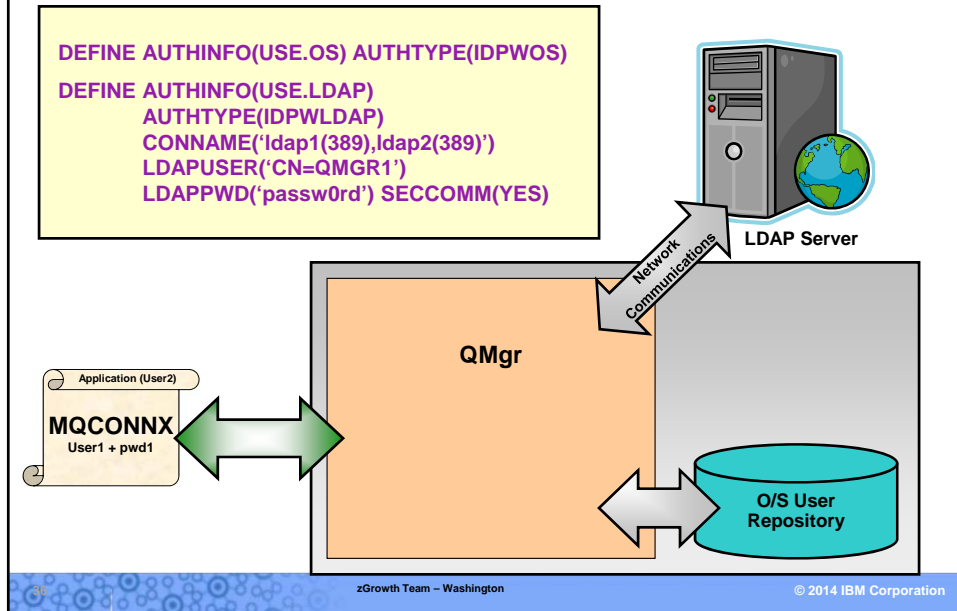 DEFINE AUTHINFO(USE.OS) AUTHTYPE(IDPWOS)
DEFINE AUTHINFO(USE.LDAP)
AUTHTYPE(IDPWLDAP)
CONNAME(‘ldap1(389),ldap2(389)’)
LDAPUSER(‘CN=QMGR1’)
LDAPPWD(‘passw0rd’) SECCOMM(YES)
LDAP Server
Network
Communications
QMgr
Application (User2)
MQCONNX
User1 + pwd1
O/S User
Repository
36
zGrowth Team – Washington
© 2014 IBM Corporation